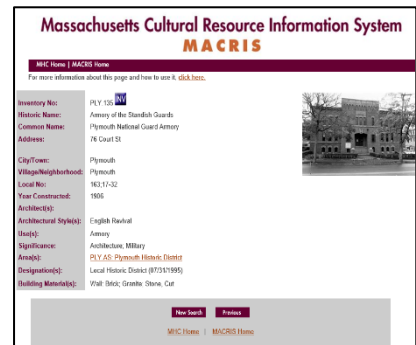 Massachusetts Cultural Resource Information System
MACRIS
MHC Home | MACRIS Home
For more information about this page and how to use it, click here.
Inventory No: PLY.135 INV
Historic Name: Armory of the Standish Guards
Common Name: Plymouth National Guard Armory
Address: 76 Court St
City/Town: Plymouth
Village/Neighborhood: Plymouth
Local No: 163;17-32
Year Constructed: 1906
Architect(s):
Architectural Style(s): English Revival
Use(s): Armory
Significance: Architecture; Military
Area(s): PLY.AS: Plymouth Historic District
Designation(s): Local Historic District (07/31/1995)
Building Material(s): Wall: Brick; Granite; Stone, Cut
New Search Previous
MHC Home | MACRIS Home